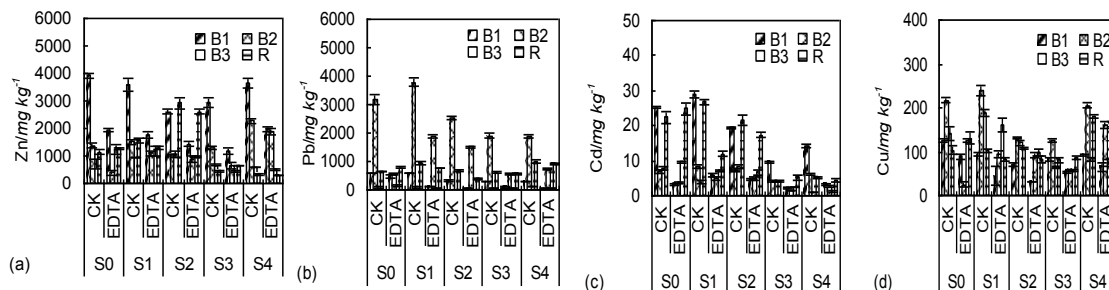 6000
5000
4000
3000
2000
1000
0
Zn/mg kg⁻¹
B1 B2
B3 R
CK EDTA CK EDTA CK EDTA CK EDTA CK EDTA
S0 S1 S2 S3 S4
(a)
6000
5000
4000
3000
2000
1000
0
Pb/mg kg⁻¹
B1 B2
B3 R
CK EDTA CK EDTA CK EDTA CK EDTA CK EDTA
S0 S1 S2 S3 S4
(b)
50
40
30
20
10
0
Cd/mg kg⁻¹
B1 B2
B3 R
CK EDTA CK EDTA CK EDTA CK EDTA CK EDTA
S0 S1 S2 S3 S4
(c)
400
300
200
100
0
Cu/mg kg⁻¹
B1 B2
B3 R
CK EDTA CK EDTA CK EDTA CK EDTA CK EDTA
S0 S1 S2 S3 S4
(d)